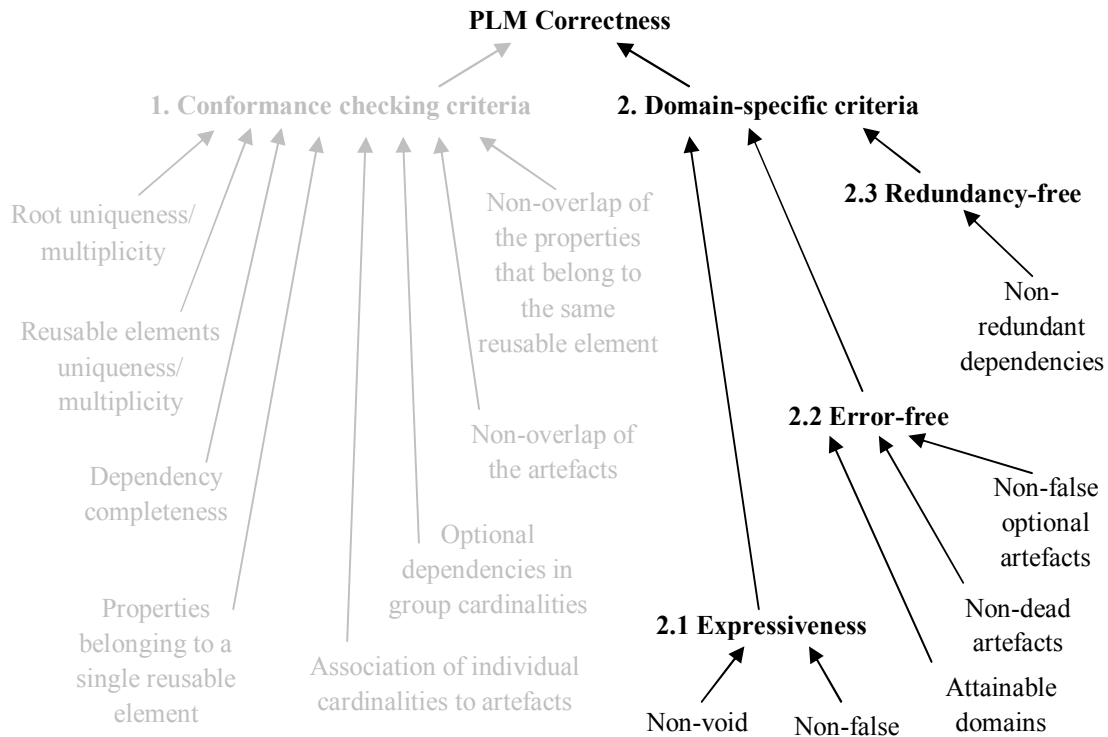 PLM Correctness
1. Conformance checking criteria
2. Domain-specific criteria
Root uniqueness/
multiplicity
Reusable elements
uniqueness/
multiplicity
Dependency
completeness
Properties
belonging to a
single reusable
element
Association of individual
cardinalities to artefacts
Optional
dependencies in
group cardinalities
Non-overlap of
the artefacts
Non-overlap of
the properties
that belong to
the same
reusable element
2.1 Expressiveness
Non-void
Non-false
2.2 Error-free
Attainable
domains
Non-dead
artefacts
Non-false
optional
artefacts
2.3 Redundancy-free
Non-
redundant
dependencies